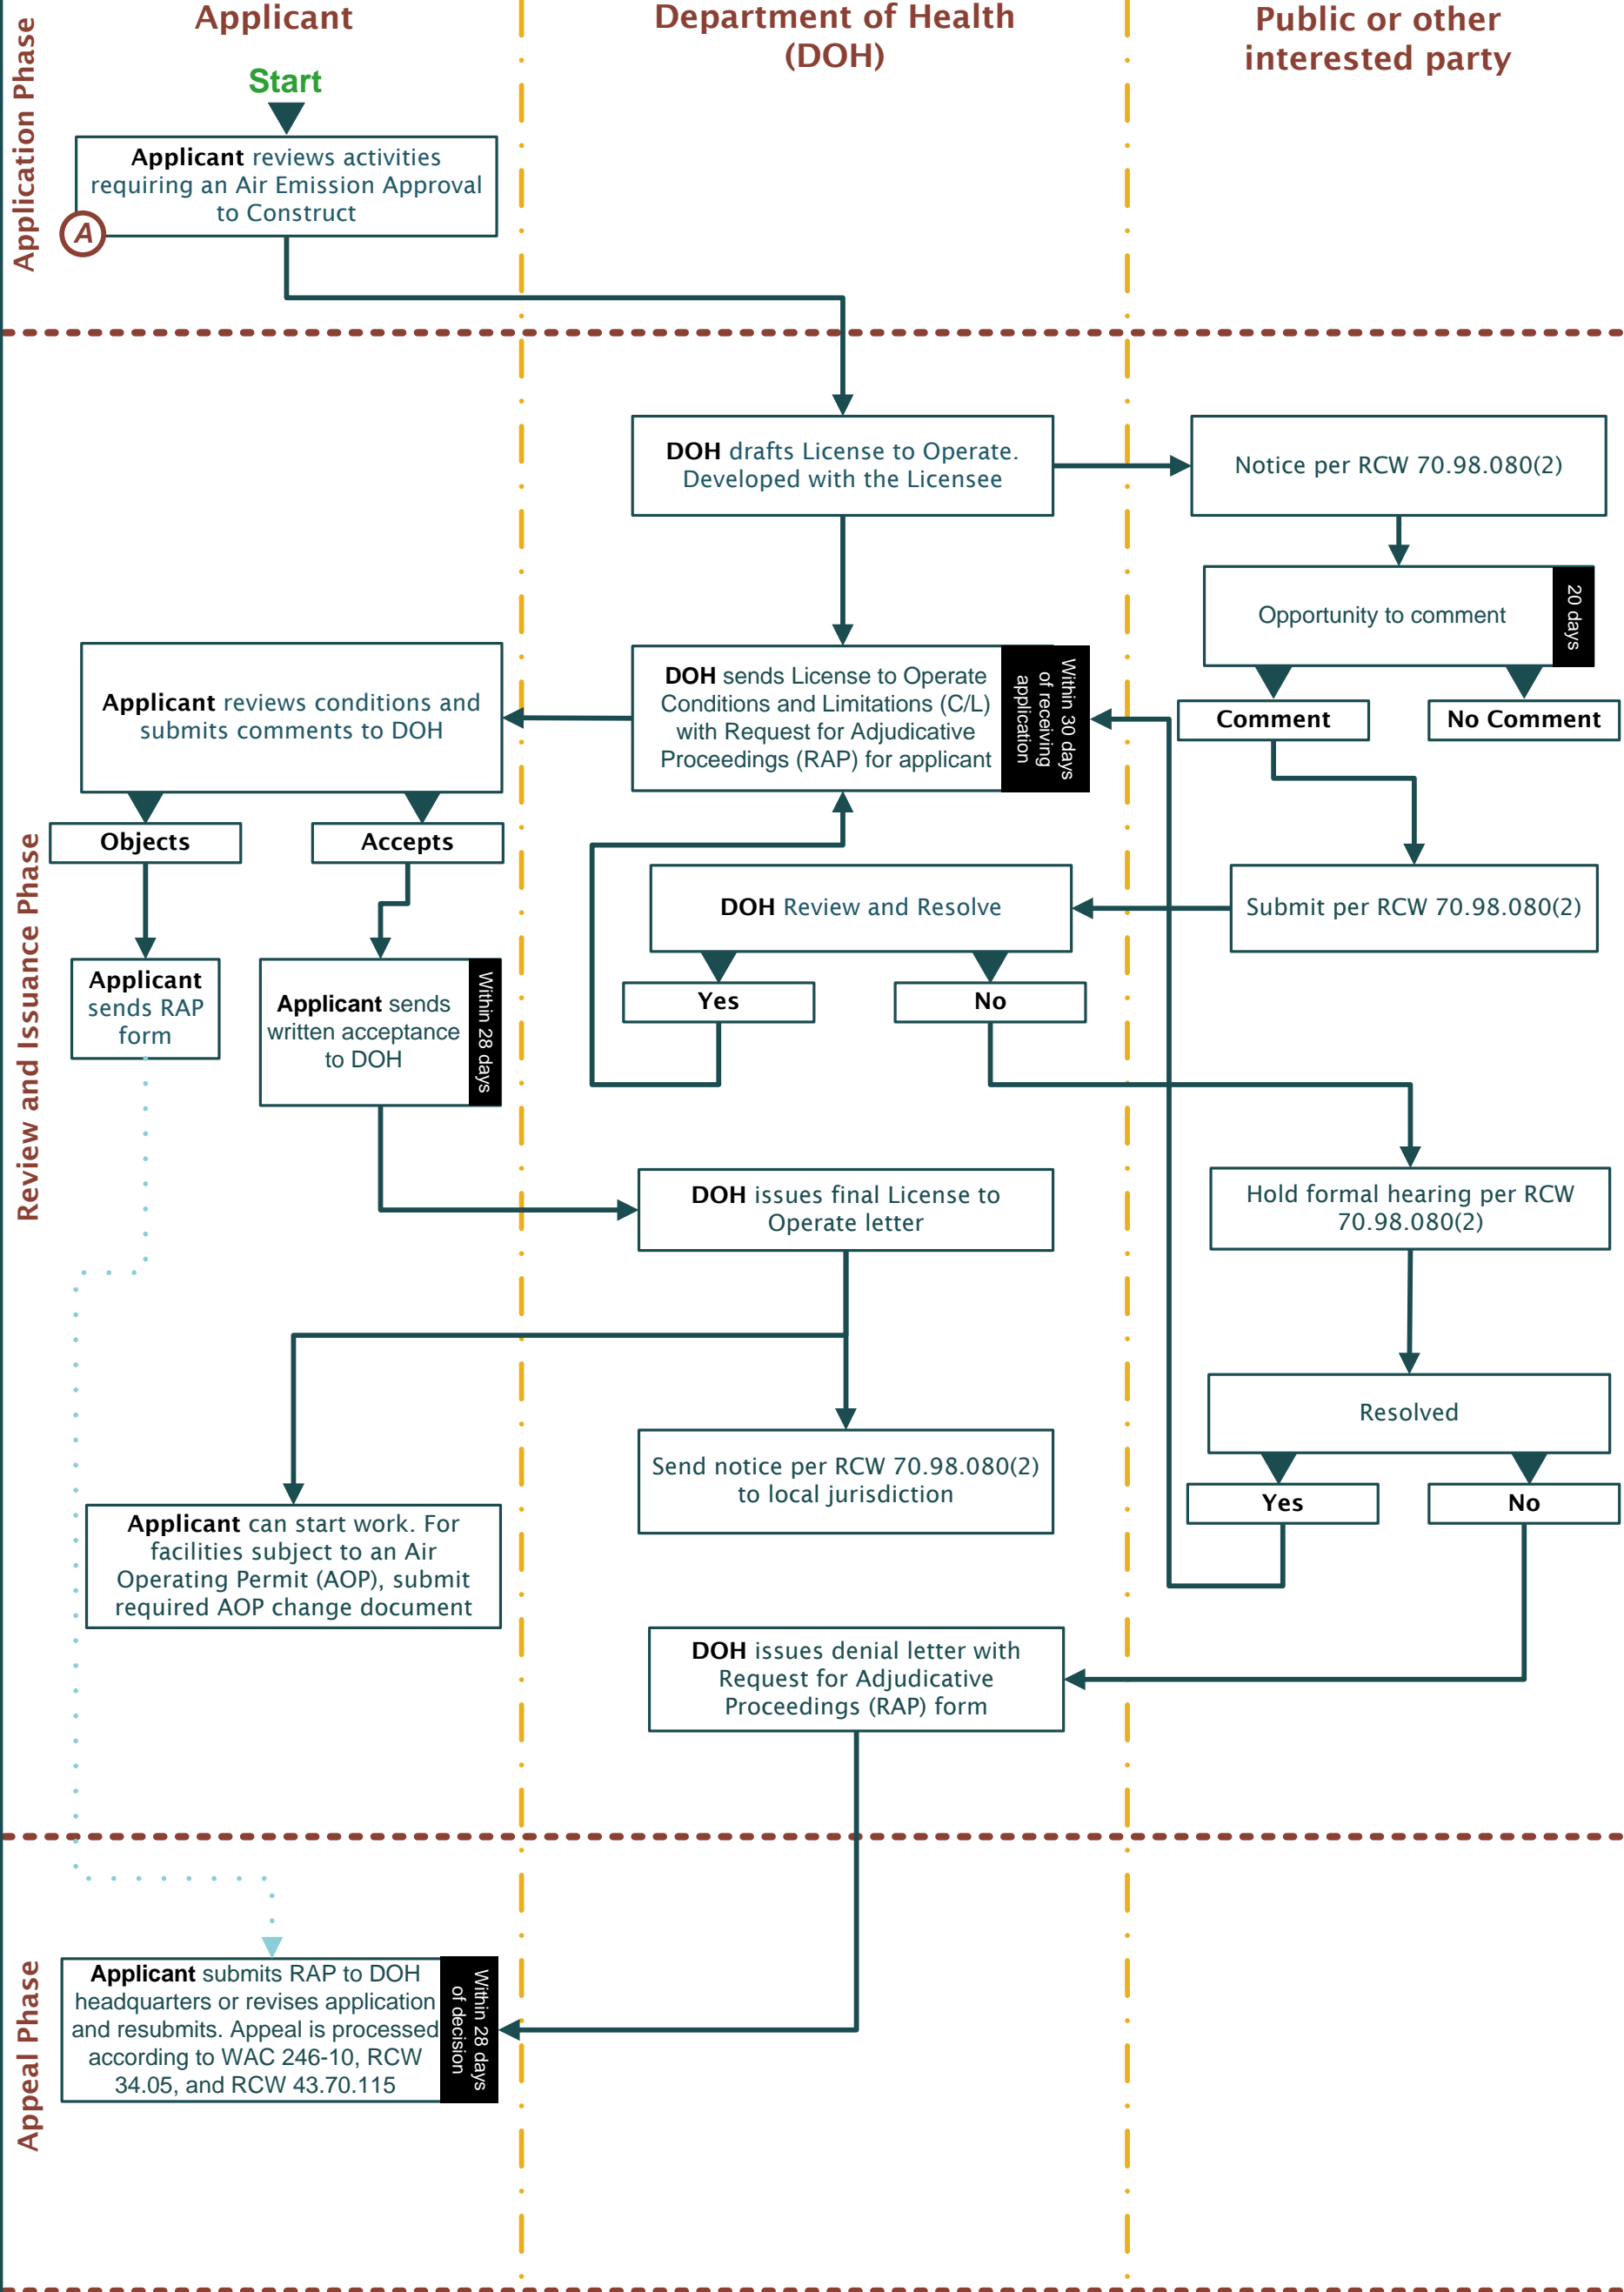 Applicant
Department of Health
(DOH)
Public or other
interested party
Application Phase
Start
Applicant reviews activities
requiring an Air Emission Approval
to Construct
A
Review and Issuance Phase
DOH drafts License to Operate.
Developed with the Licensee
Notice per RCW 70.98.080(2)
Opportunity to comment
20 days
Comment
No Comment
DOH sends License to Operate
Conditions and Limitations (C/L)
with Request for Adjudicative
Proceedings (RAP) for applicant
Within 30 days
of receiving
application
Applicant reviews conditions and
submits comments to DOH
Objects
Accepts
DOH Review and Resolve
Submit per RCW 70.98.080(2)
Yes
No
Applicant
sends RAP
form
Applicant sends
written acceptance
to DOH
Within 28 days
DOH issues final License to
Operate letter
Hold formal hearing per RCW
70.98.080(2)
Resolved
Yes
No
Send notice per RCW 70.98.080(2)
to local jurisdiction
Applicant can start work. For
facilities subject to an Air
Operating Permit (AOP), submit
required AOP change document
DOH issues denial letter with
Request for Adjudicative
Proceedings (RAP) form
Appeal Phase
Applicant submits RAP to DOH
headquarters or revises application
and resubmits. Appeal is processed
according to WAC 246-10, RCW
34.05, and RCW 43.70.115
Within 28 days
of decision